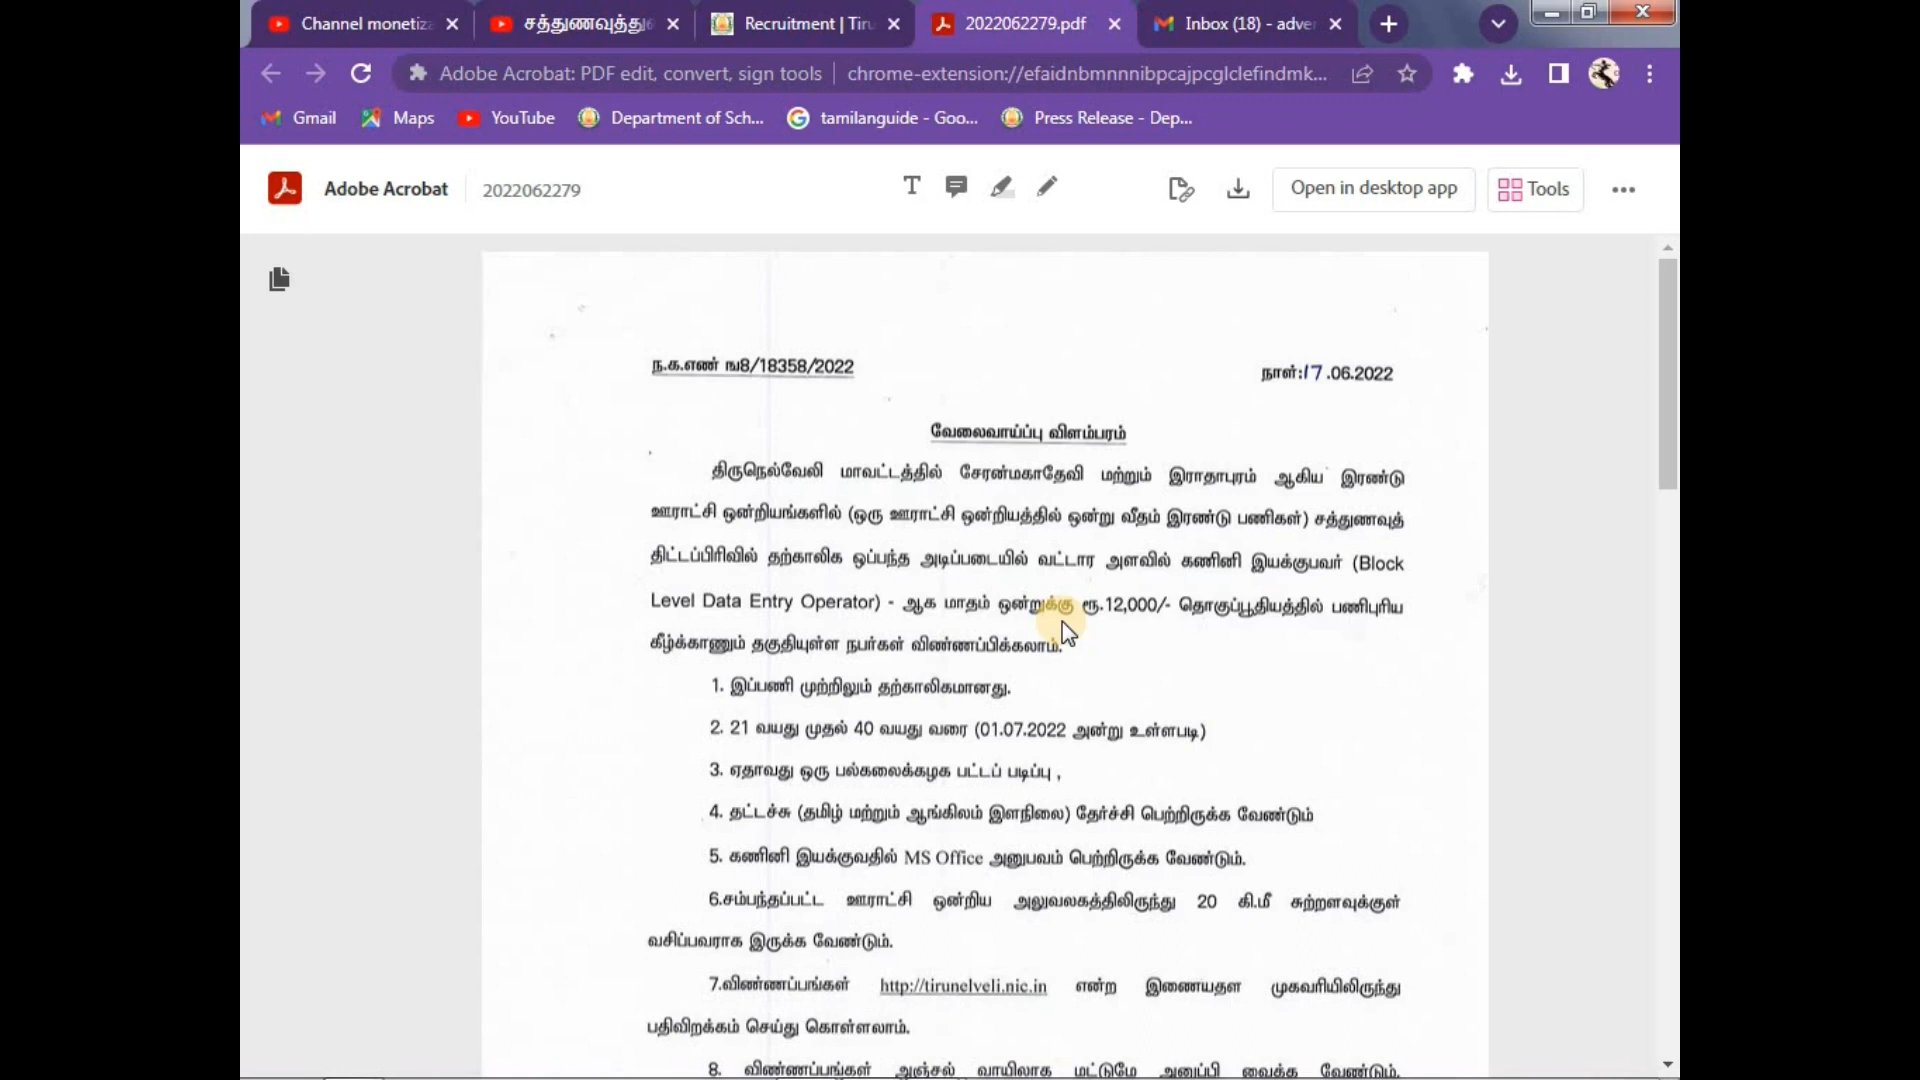 Channel monetiz
சத்துணவுத்து
Recruitment | Tiru
2022062279.pdf
Inbox (18) - adve
Adobe Acrobat: PDF edit, convert, sign tools
chrome-extension://efaidnbmnnnibpcajpcglclefindmk...
Gmail
Maps
YouTube
Department of Sch...
tamilanguide - Goo...
Press Release - Dep...
Adobe Acrobat
2022062279
Open in desktop app
Tools
ந.க.எண் ங8/18358/2022
நாள்:17.06.2022
வேலைவாய்ப்பு விளம்பரம்
திருநெல்வேலி மாவட்டத்தில் சேரன்மகாதேவி மற்றும் இராதாபுரம் ஆகிய இரண்டு
ஊராட்சி ஒன்றியங்களில் (ஒரு ஊராட்சி ஒன்றியத்தில் ஒன்று வீதம் இரண்டு பணிகள்) சத்துணவுத்
திட்டப்பிரிவில் தற்காலிக ஒப்பந்த அடிப்படையில் வட்டார அளவில் கணினி இயக்குபவர் (Block
Level Data Entry Operator) - ஆக மாதம் ஒன்றுக்கு ரூ.12,000/- தொகுப்பூதியத்தில் பணிபுரிய
கீழ்க்காணும் தகுதியுள்ள நபர்கள் விண்ணப்பிக்கலாம்.
1. இப்பணி முற்றிலும் தற்காலிகமானது.
2. 21 வயது முதல் 40 வயது வரை (01.07.2022 அன்று உள்ளபடி)
3. ஏதாவது ஒரு பல்கலைக்கழக பட்டப் படிப்பு ,
4. தட்டச்சு (தமிழ் மற்றும் ஆங்கிலம் இளநிலை) தேர்ச்சி பெற்றிருக்க வேண்டும்
5. கணினி இயக்குவதில் MS Office அனுபவம் பெற்றிருக்க வேண்டும்.
6.சம்பந்தப்பட்ட ஊராட்சி ஒன்றிய அலுவலகத்திலிருந்து 20 கி.மீ சுற்றளவுக்குள்
வசிப்பவராக இருக்க வேண்டும்.
7.விண்ணப்பங்கள் http://tirunelveli.nic.in என்ற இணையதள முகவரியிலிருந்து
பதிவிறக்கம் செய்து கொள்ளலாம்.
8. விண்ணப்பங்கள் அஞ்சல் வாயிலாக மட்டுமே அனுப்பி வைக்க வேண்டும்.